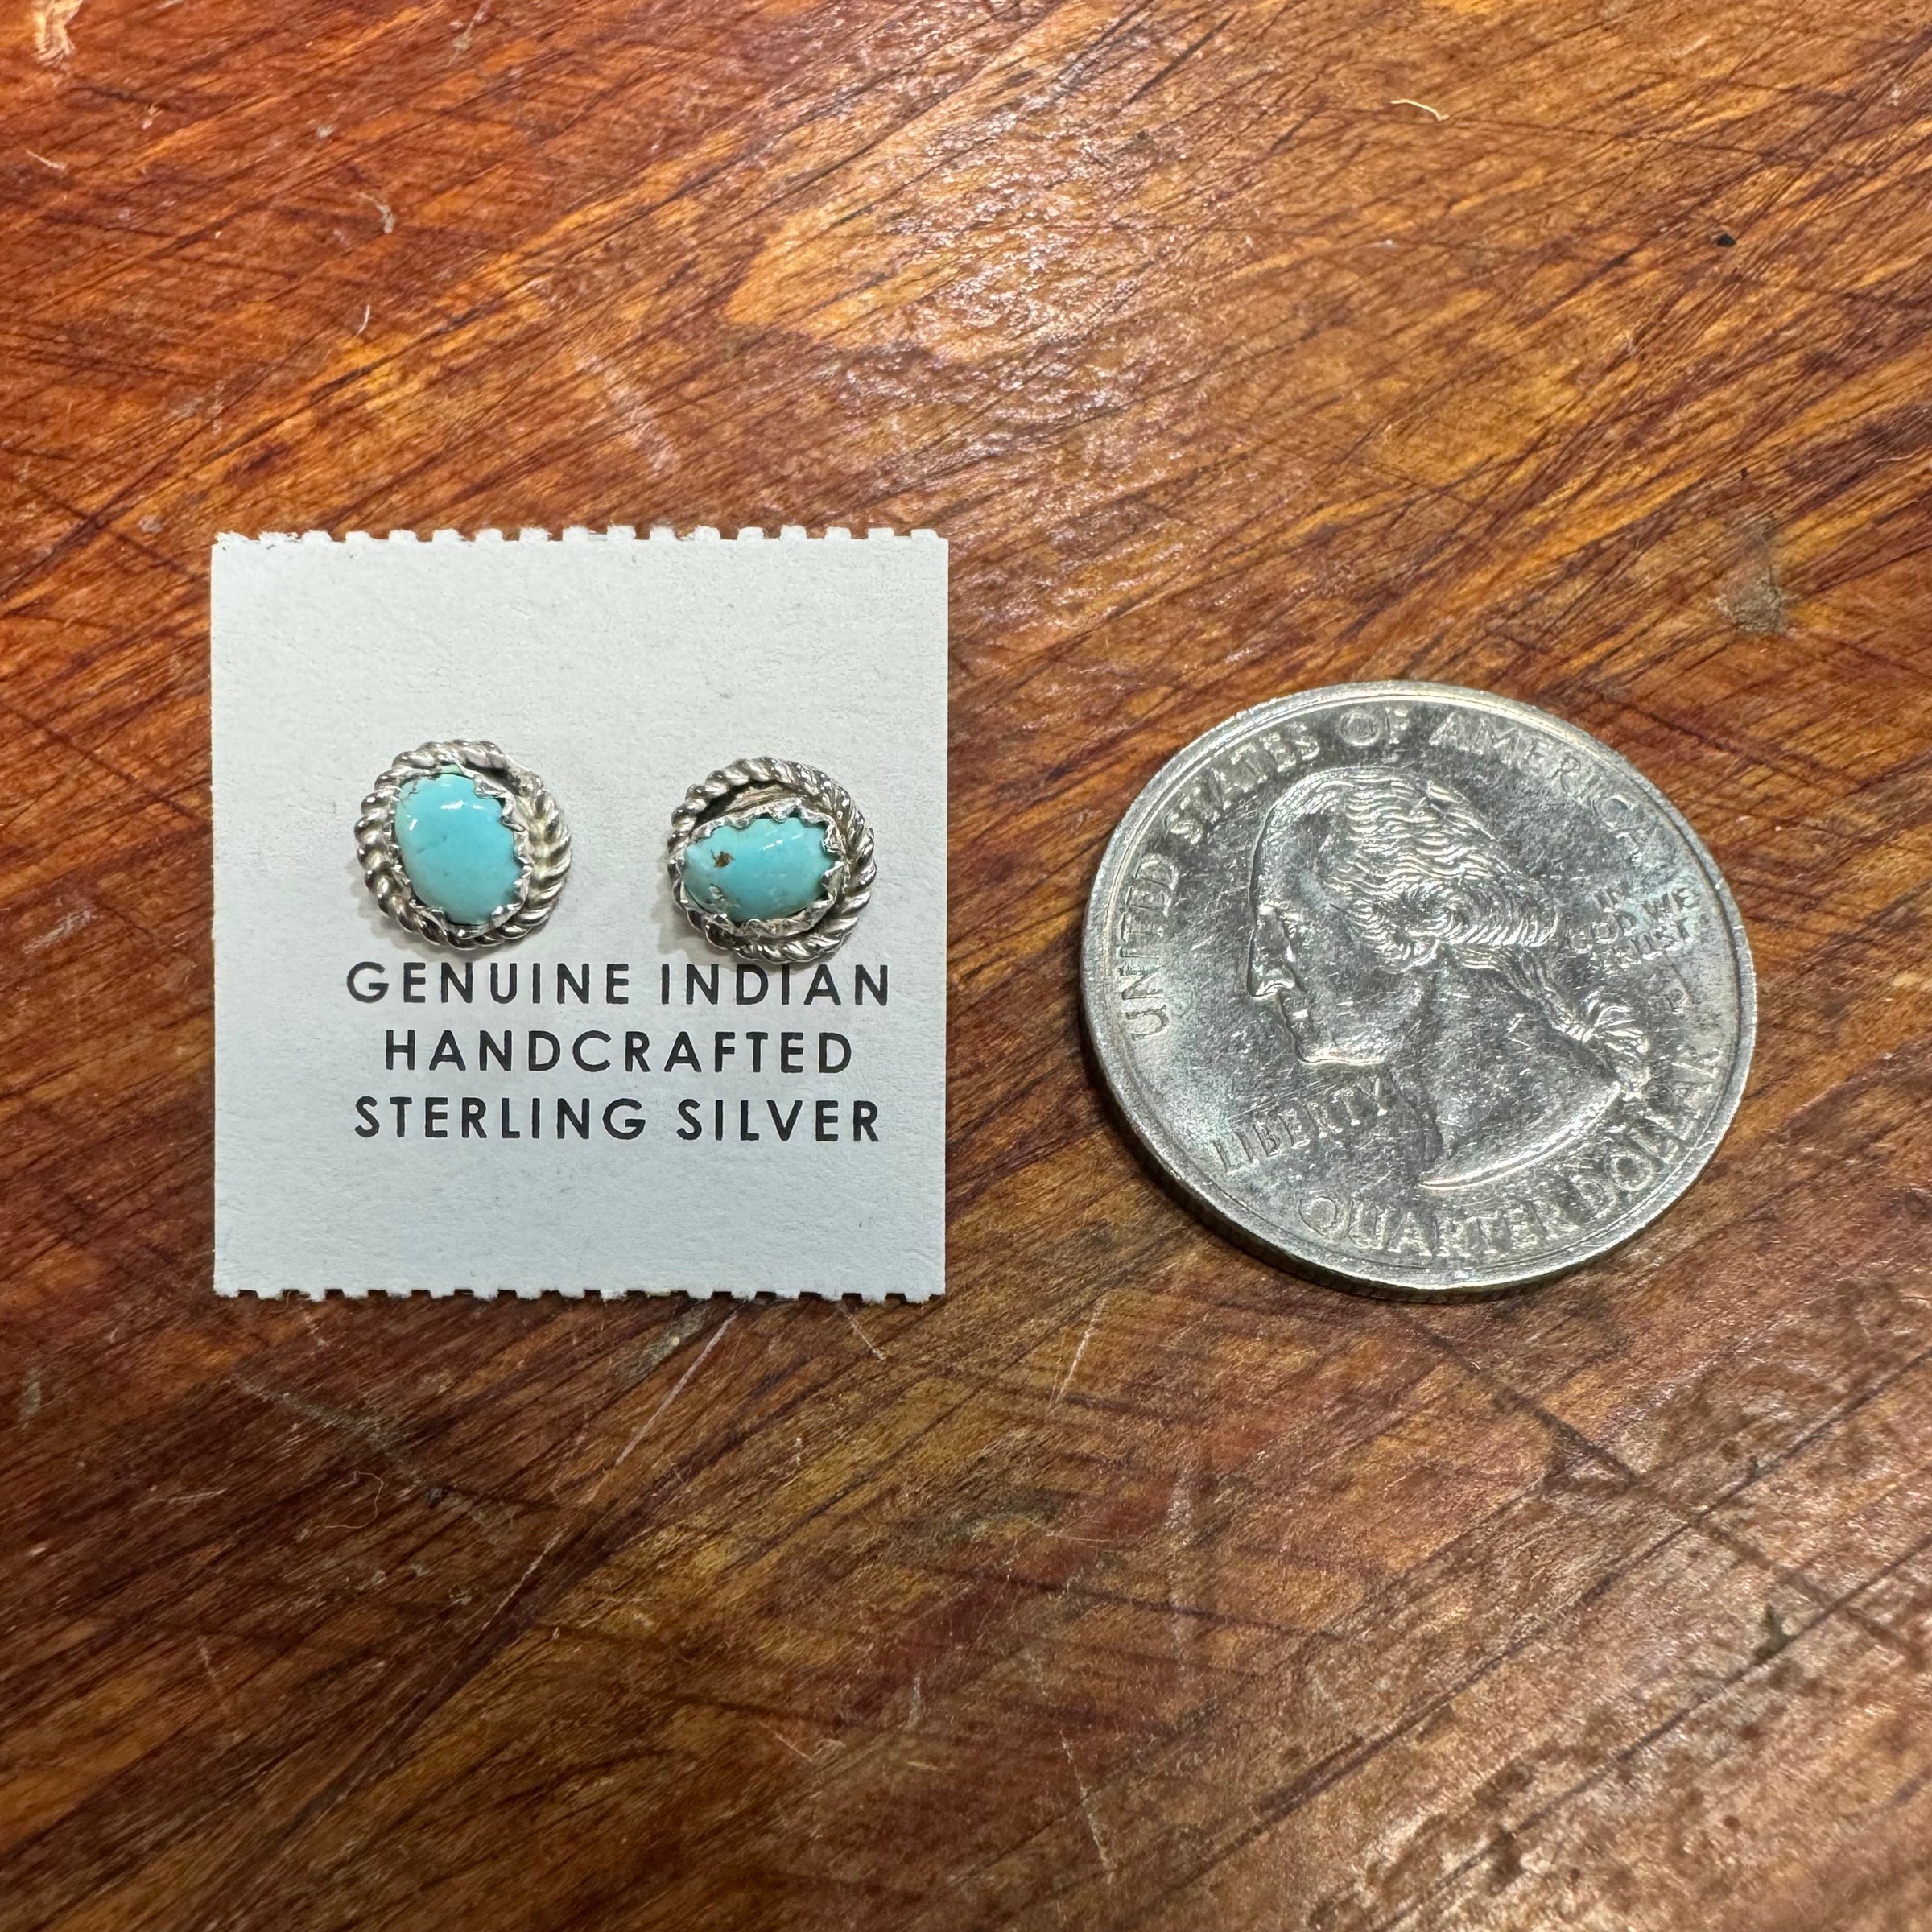 GENUINE INDIAN
HANDCRAFTED
STERLING SILVER
UNITED STATES OF AMERICA
IN
GOD WE
TRUST
P
LIBERTY
QUARTER DOLLAR